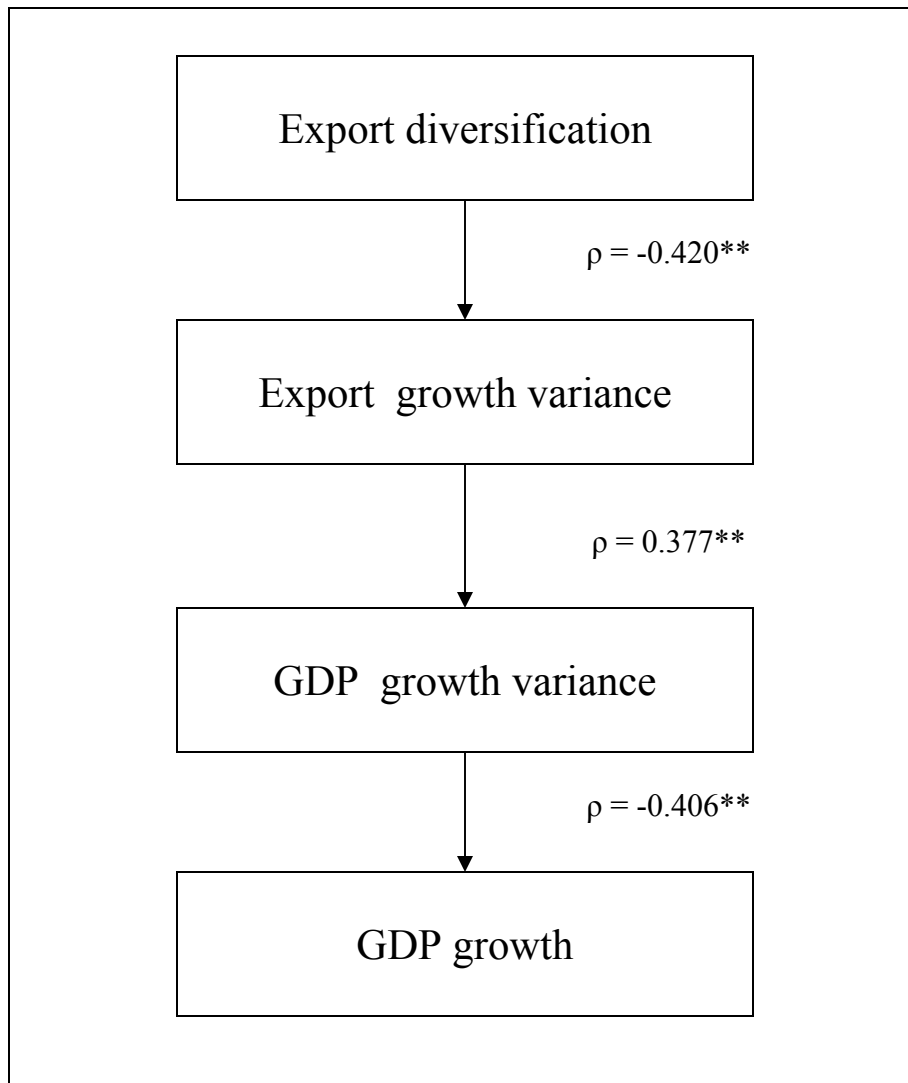 Export diversification
ρ = -0.420**
Export  growth variance
ρ = 0.377**
GDP  growth variance
ρ = -0.406**
GDP growth